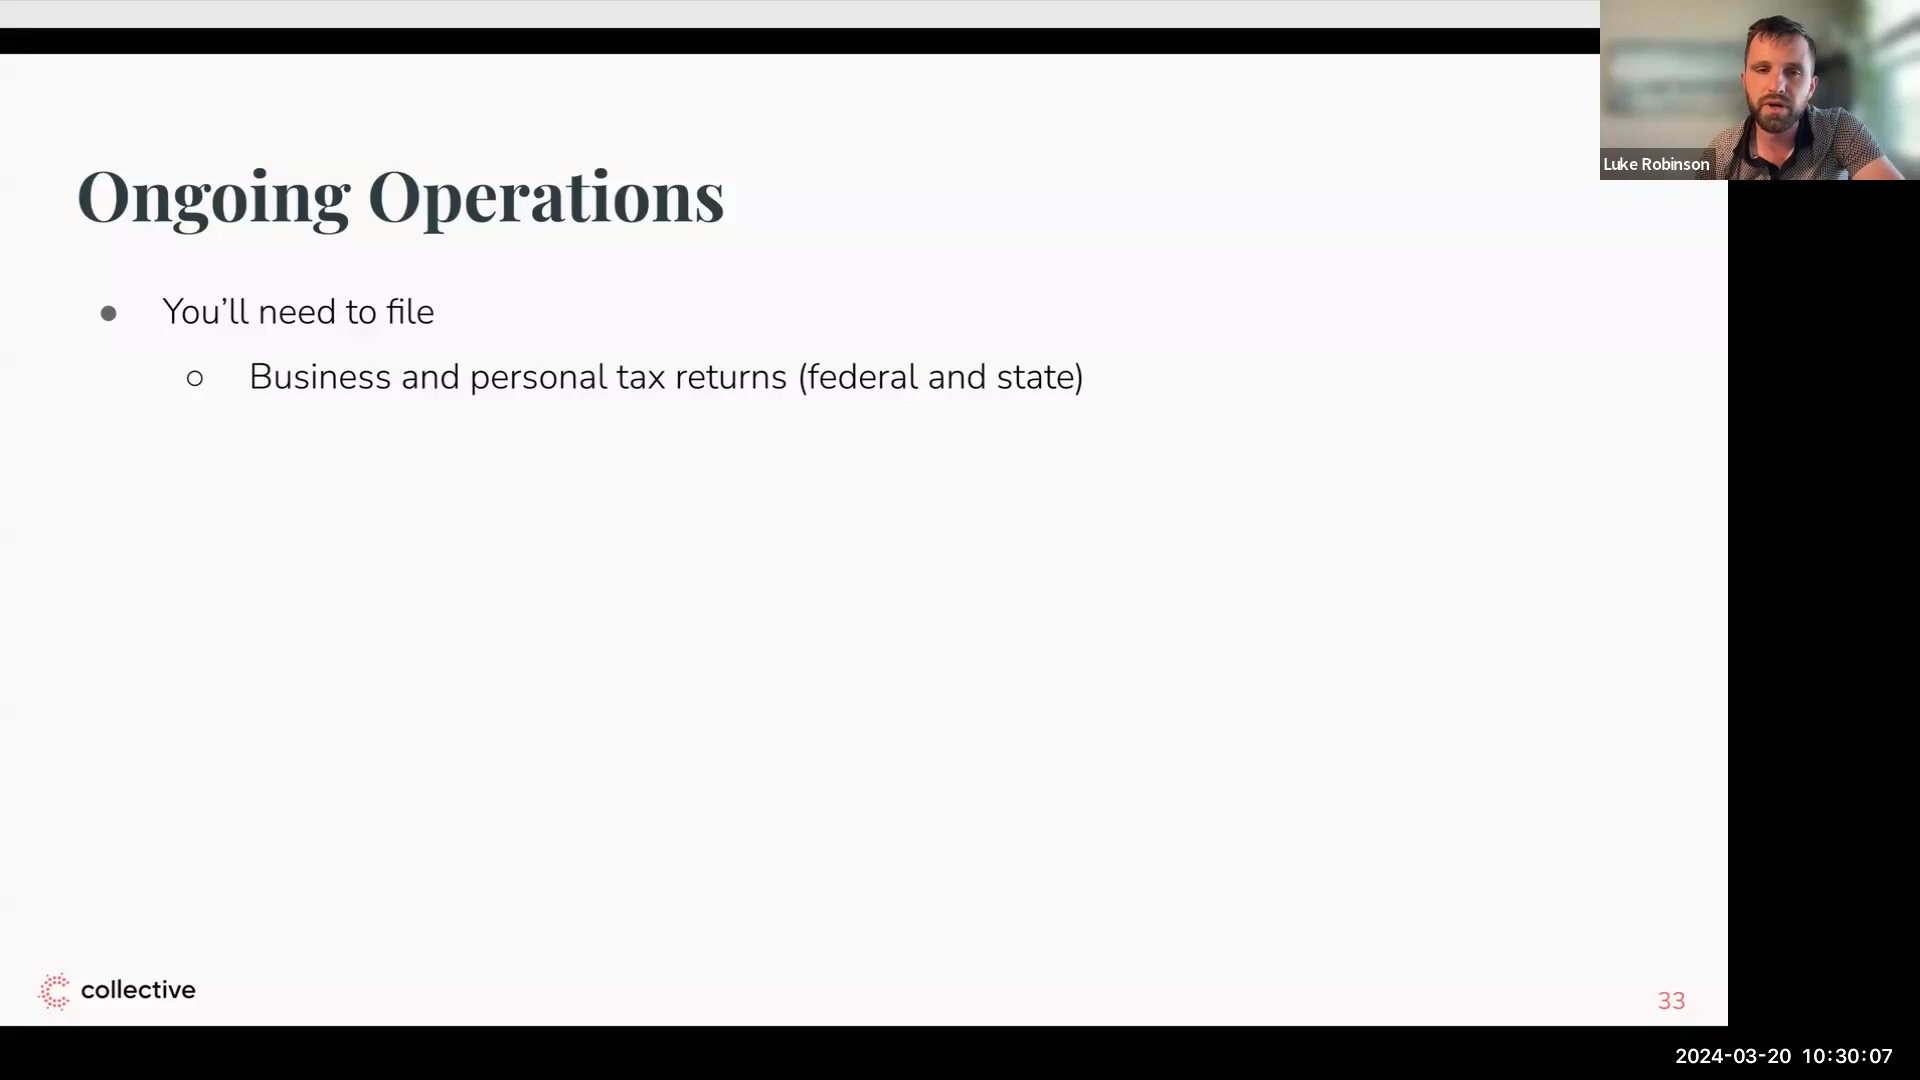 Luke Robinson
Ongoing Operations
● You’ll need to file
○ Business and personal tax returns (federal and state)
collective
33
2024-03-20 10:30:07